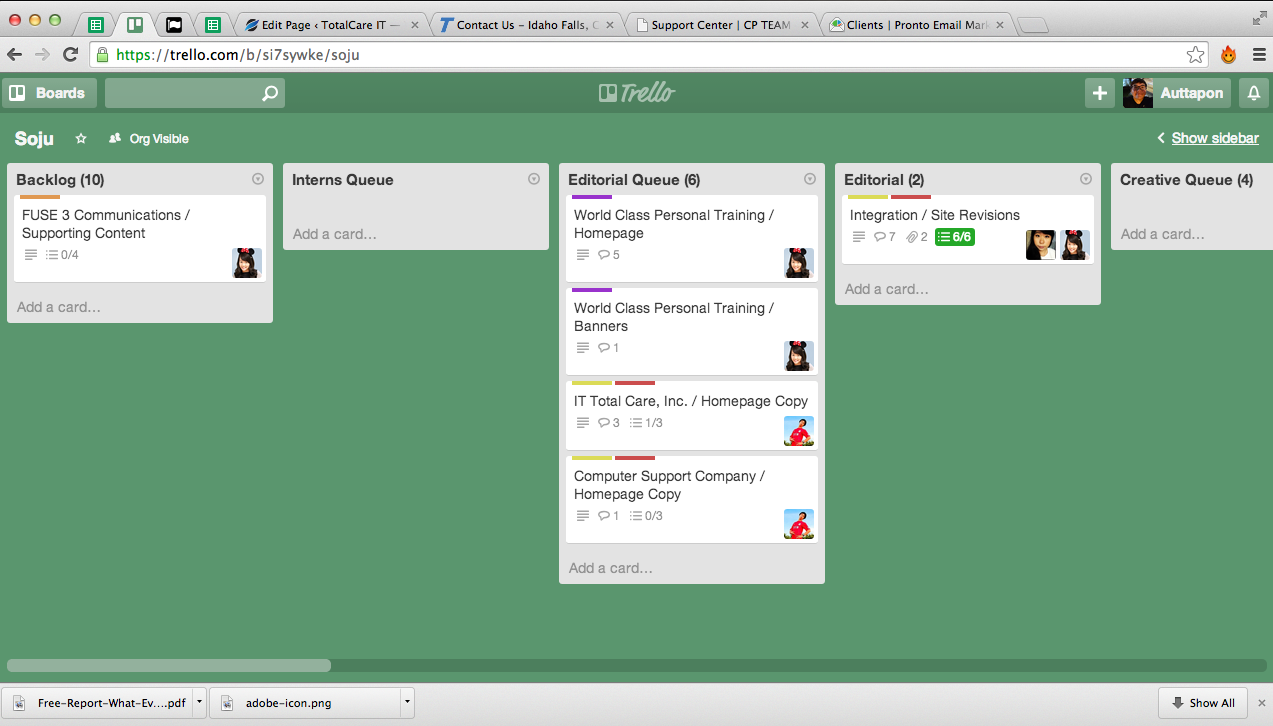 Edit Page ‹ TotalCare IT —
Contact Us – Idaho Falls, C
Support Center | CP TEAM
Clients | Pronto Email Mark
https://trello.com/b/si7sywke/soju
Boards
Trello
Auttapon
Soju
Org Visible
Show sidebar
Backlog (10)
FUSE 3 Communications /
Supporting Content
0/4
Add a card…
Interns Queue
Add a card…
Editorial Queue (6)
World Class Personal Training /
Homepage
5
World Class Personal Training /
Banners
1
IT Total Care, Inc. / Homepage Copy
3 1/3
Computer Support Company /
Homepage Copy
1 0/3
Add a card…
Editorial (2)
Integration / Site Revisions
7 2 6/6
Add a card…
Creative Queue (4)
Add a card…
Free-Report-What-Ev....pdf
adobe-icon.png
Show All